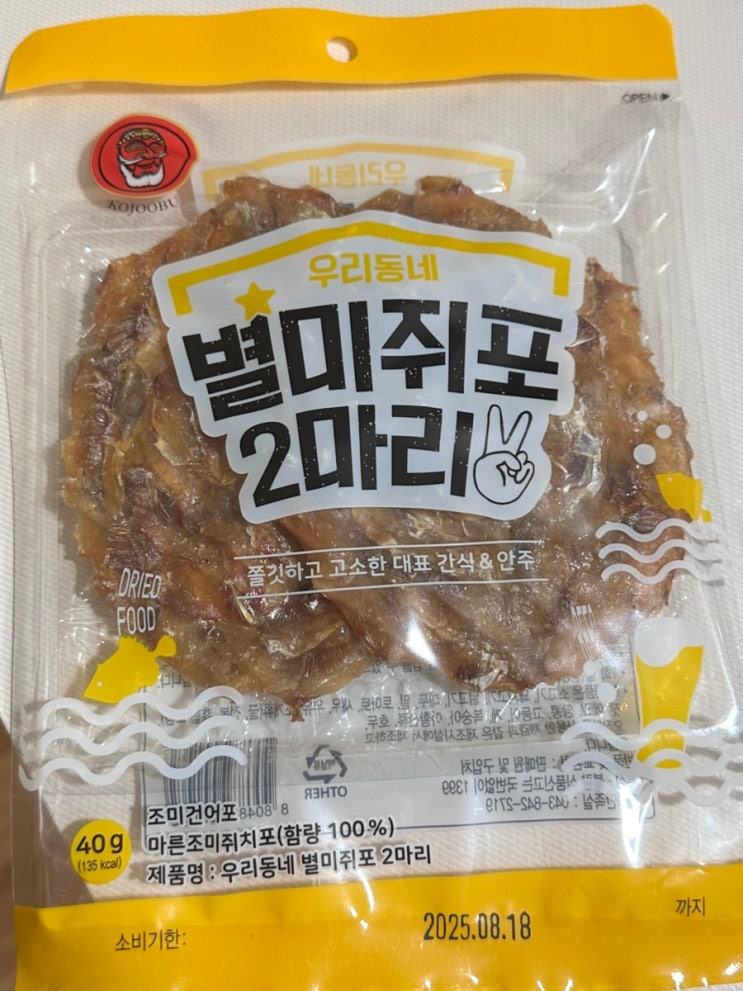 OPEN▶
KOJOOBU
우리동네
별미쥐포
2마리
쫄깃하고 고소한 대표 간식 & 안주
DRIED
FOOD
OTHER
조미건어포
마른조미쥐치포(함량 100%)
제품명 : 우리동네 별미쥐포 2마리
40g
(135 kcal)
소비기한:
2025.08.18
까지